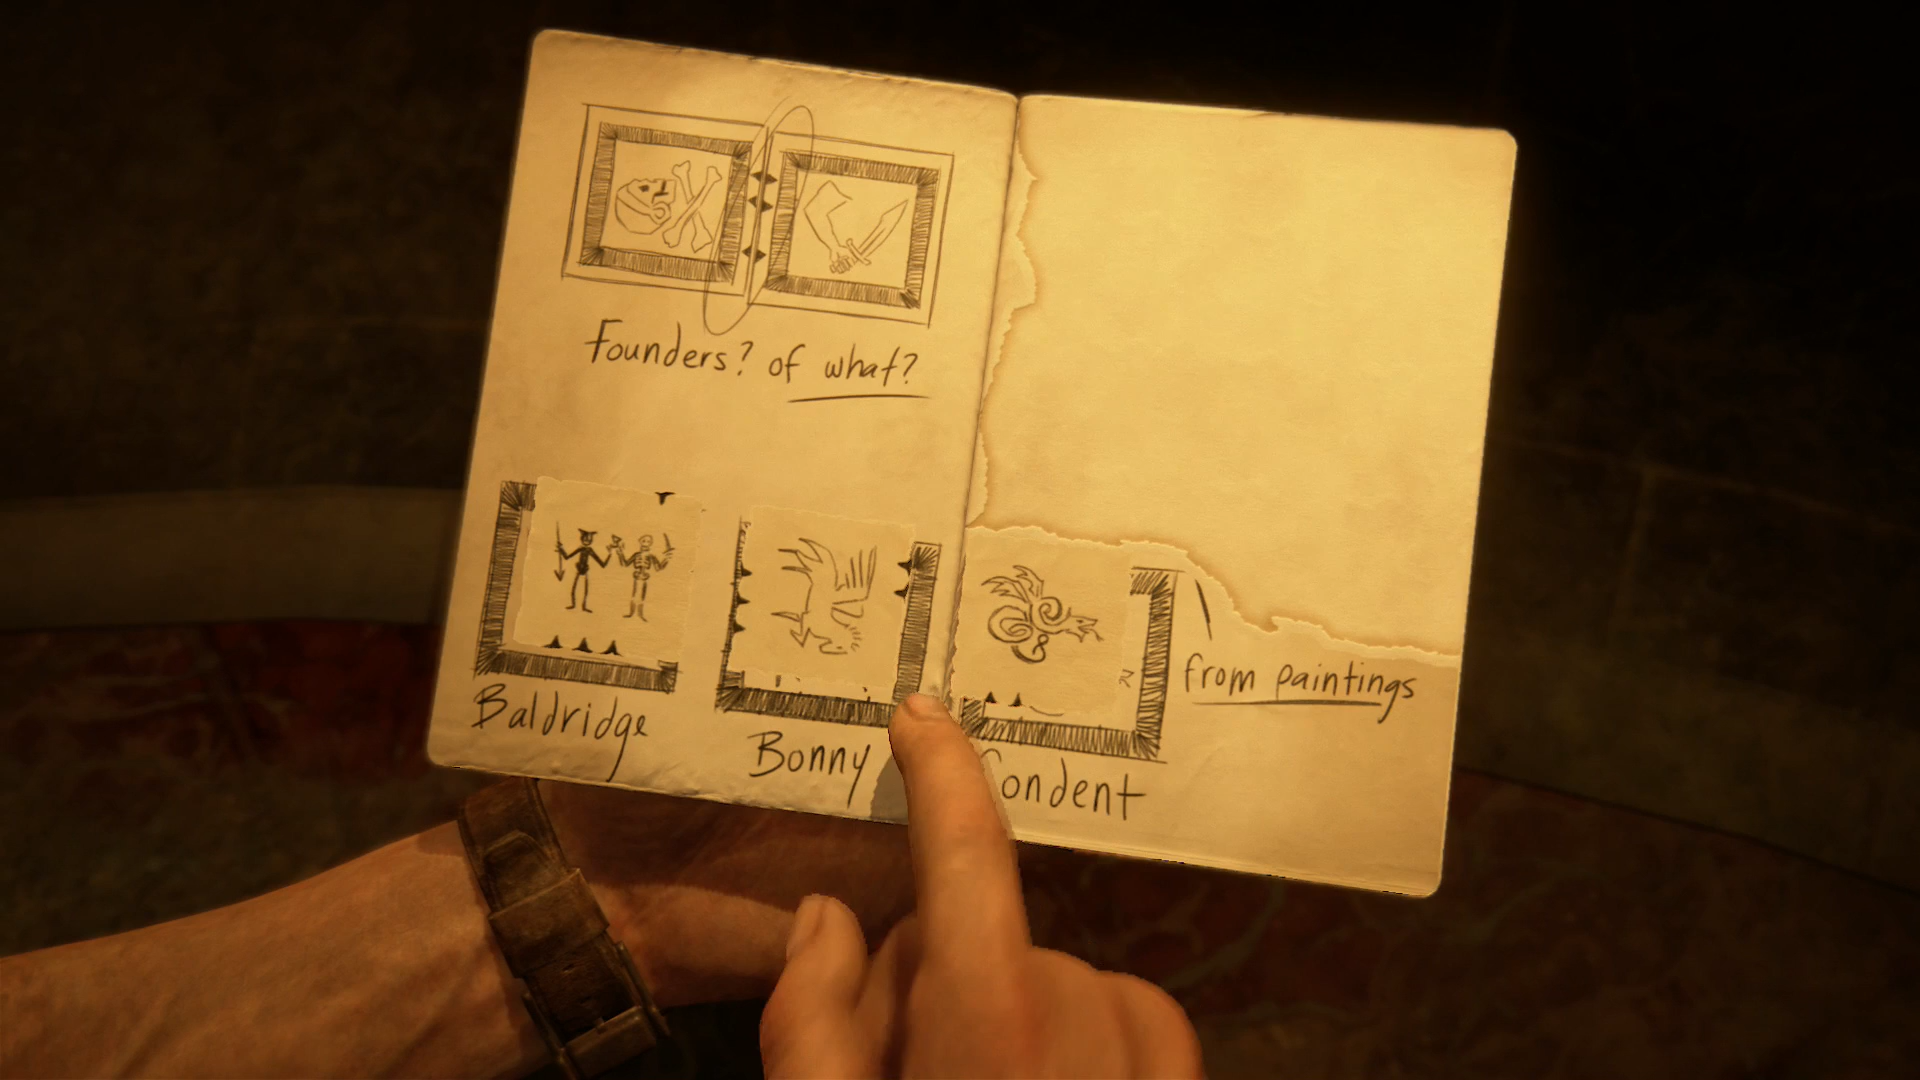 Founders? of what?
Baldridge
Bonny
Condent
from paintings